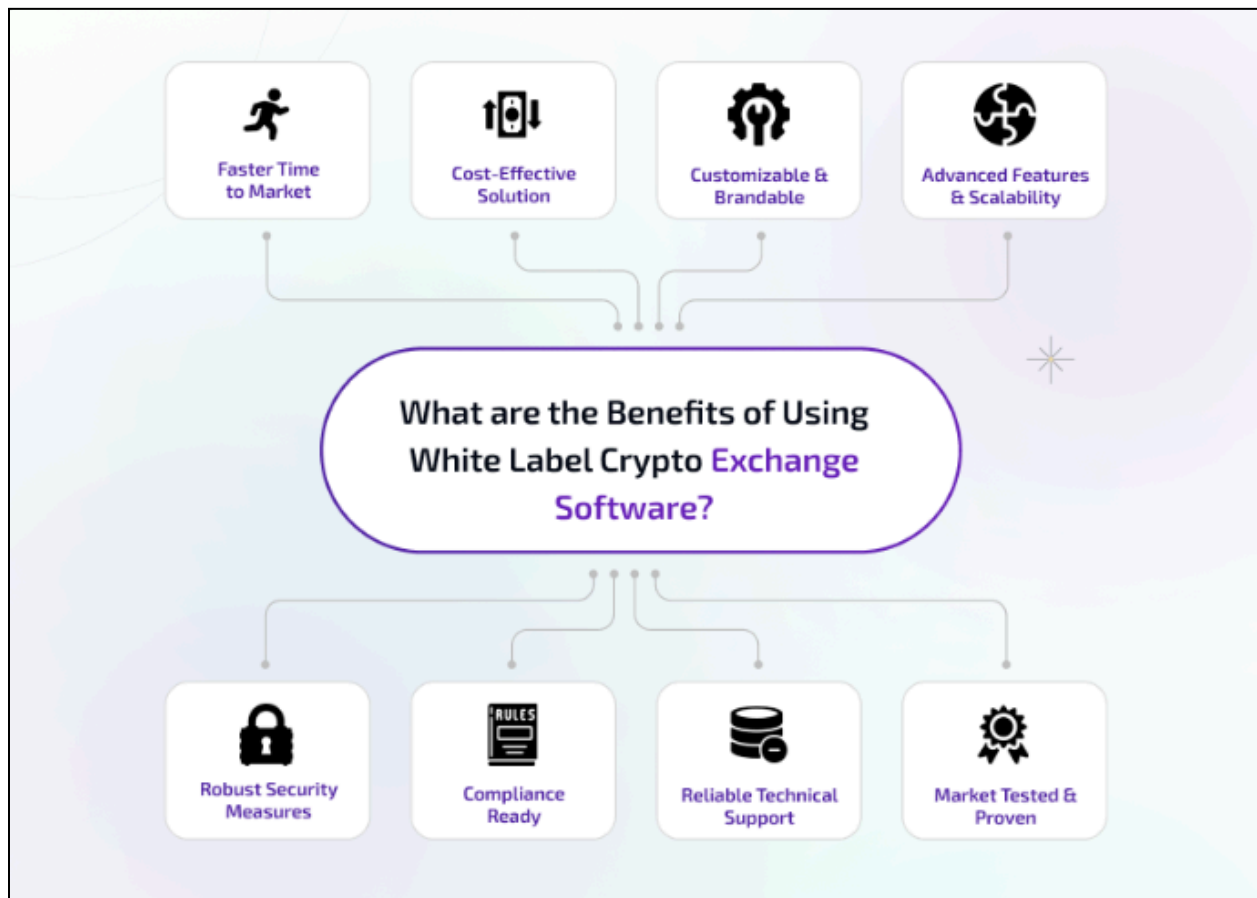 Faster Time
to Market
Cost-Effective
Solution
Customizable &
Brandable
Advanced Features
& Scalability
What are the Benefits of Using
White Label Crypto Exchange
Software?
Robust Security
Measures
RULES
Compliance
Ready
Reliable Technical
Support
Market Tested &
Proven